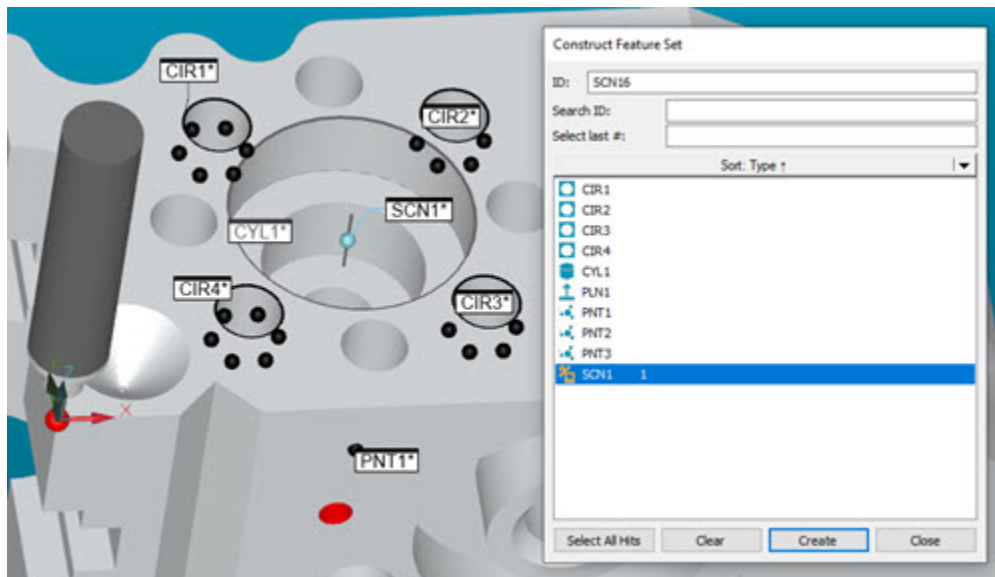 CIR1*
CIR2*
SCN1*
CYL1*
CIR4*
CIR3*
Y
Z
X
PNT1*
Construct Feature Set
ID: SCN16
Search ID:
Select last #:
Sort: Type ↑
CIR1
CIR2
CIR3
CIR4
CYL1
PLN1
PNT1
PNT2
PNT3
SCN1 1
Select All Hits Clear Create Close